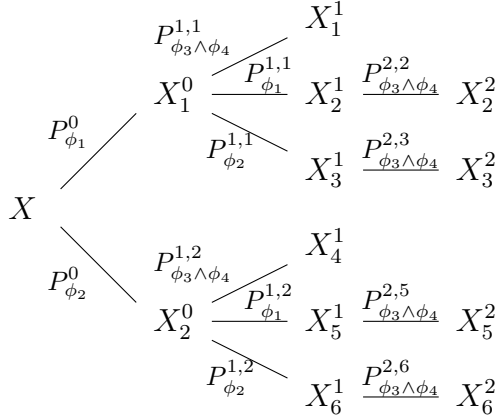 $P^{1,1}_{\phi_3 \wedge \phi_4}$ $X^1_1$
$P^{1,1}_{\phi_1}$ $P^{2,2}_{\phi_3 \wedge \phi_4}$
$X^0_1$ $X^1_2$ $X^2_2$
$P^0_{\phi_1}$ $P^{1,1}_{\phi_2}$ $P^{2,3}_{\phi_3 \wedge \phi_4}$
$X^1_3$ $X^2_3$
$X$
$P^0_{\phi_2}$ $P^{1,2}_{\phi_3 \wedge \phi_4}$ $X^1_4$
$P^{1,2}_{\phi_1}$ $P^{2,5}_{\phi_3 \wedge \phi_4}$
$X^0_2$ $X^1_5$ $X^2_5$
$P^{1,2}_{\phi_2}$ $P^{2,6}_{\phi_3 \wedge \phi_4}$
$X^1_6$ $X^2_6$